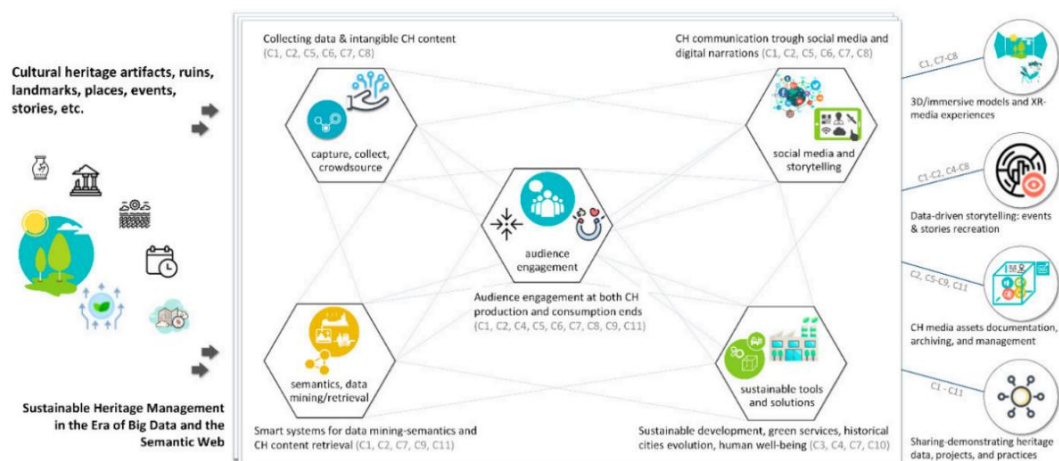 Cultural heritage artifacts, ruins,
landmarks, places, events,
stories, etc.
Sustainable Heritage Management
in the Era of Big Data and the
Semantic Web
Collecting data & intangible CH content
(C1, C2, C5, C6, C7, C8)
capture, collect,
crowdsource
CH communication trough social media and
digital narrations (C1, C2, C5, C6, C7, C8)
social media and
storytelling
audience
engagement
Audience engagement at both CH
production and consumption ends
(C1, C2, C4, C5, C6, C7, C8, C9, C11)
semantics, data
mining/retrieval
Smart systems for data mining-semantics and
CH content retrieval (C1, C2, C7, C9, C11)
sustainable tools
and solutions
Sustainable development, green services, historical
cities evolution, human well-being (C3, C4, C7, C10)
C1, C7-C8
3D/immersive models and XR-
media experiences
C1-C2, C4-C8
Data-driven storytelling: events
& stories recreation
C2, C5-C9, C11
CH media assets documentation,
archiving, and management
C1 - C11
Sharing-demonstrating heritage
data, projects, and practices